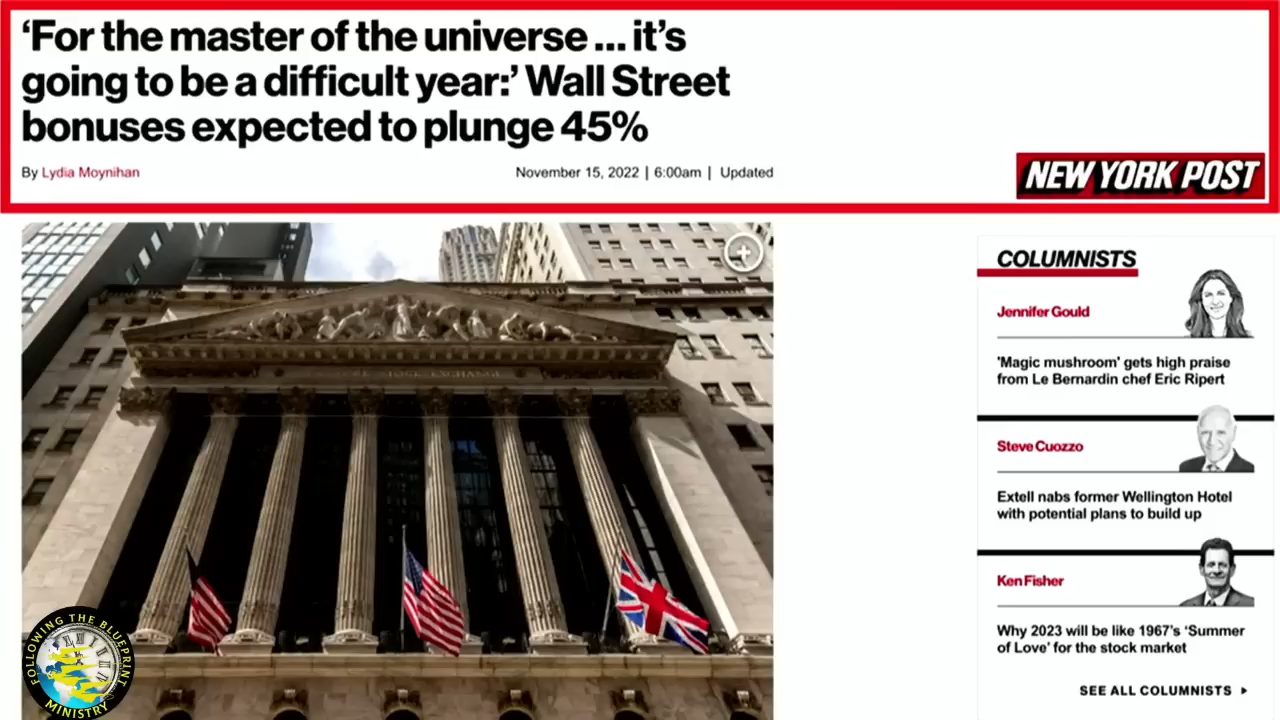 ‘For the master of the universe ... it’s
going to be a difficult year:’ Wall Street
bonuses expected to plunge 45%
By Lydia Moynihan
November 15, 2022 | 6:00am | Updated
NEW YORK POST
STOCK EXCHANGE
COLUMNISTS
Jennifer Gould
'Magic mushroom' gets high praise
from Le Bernardin chef Eric Ripert
Steve Cuozzo
Extell nabs former Wellington Hotel
with potential plans to build up
Ken Fisher
Why 2023 will be like 1967’s ‘Summer
of Love’ for the stock market
SEE ALL COLUMNISTS
FOLLOWING THE BLUEPRINT
MINISTRY